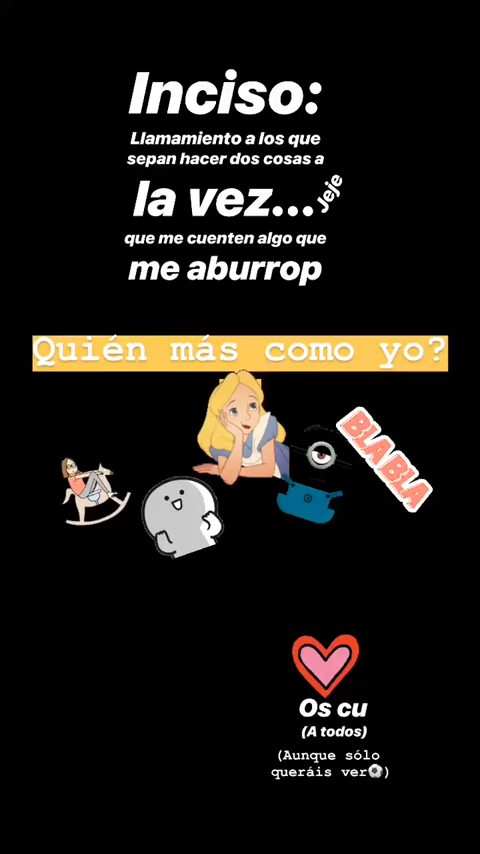 Inciso:
Llamamiento a los que
sepan hacer dos cosas a
la vez...
Jeje
que me cuenten algo que
me aburrop
Quién más como yo?
BLA BLA
Os cu
(A todos)
(Aunque sólo
queráis ver⚽)